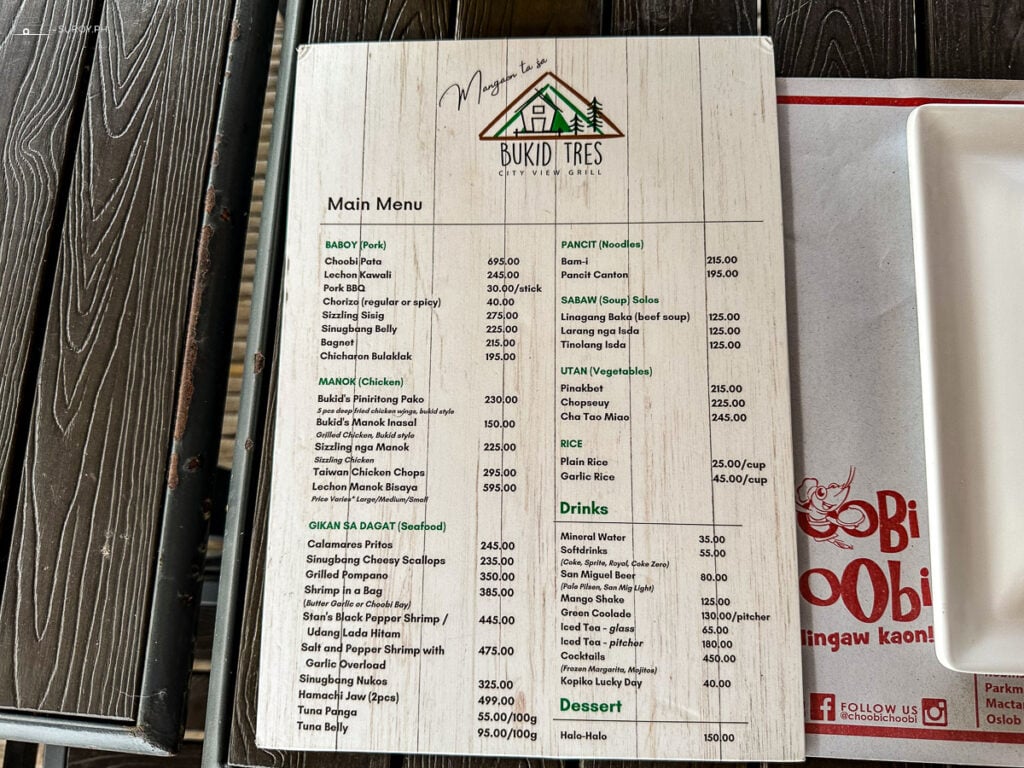 SUROY.PH
Mangaon ta sa
BUKID TRES
CITY VIEW GRILL
Main Menu
BABOY (Pork)
Choobi Pata 695.00
Lechon Kawali 245.00
Pork BBQ 30.00/stick
Chorizo (regular or spicy) 40.00
Sizzling Sisig 275.00
Sinugbang Belly 225.00
Bagnet 215.00
Chicharon Bulaklak 195.00
MANOK (Chicken)
Bukid's Piniritong Pako 230.00
5 pcs deep fried chicken wings, bukid style
Bukid's Manok Inasal 150.00
Grilled Chicken, Bukid style
Sizzling nga Manok 225.00
Sizzling Chicken
Taiwan Chicken Chops 295.00
Lechon Manok Bisaya 595.00
Price Varies* Large/Medium/Small
GIKAN SA DAGAT (Seafood)
Calamares Pritos 245.00
Sinugbang Cheesy Scallops 235.00
Grilled Pompano 350.00
Shrimp in a Bag 385.00
(Butter Garlic or Choobi Bay)
Stan's Black Pepper Shrimp / 445.00
Udang Lada Hitam
Salt and Pepper Shrimp with 475.00
Garlic Overload
Sinugbang Nukos 325.00
Hamachi Jaw (2pcs) 499.00
Tuna Panga 55.00/100g
Tuna Belly 95.00/100g
PANCIT (Noodles)
Bam-i 215.00
Pancit Canton 195.00
SABAW (Soup) Solos
Linagang Baka (beef soup) 125.00
Larang nga Isda 125.00
Tinolang Isda 125.00
UTAN (Vegetables)
Pinakbet 215.00
Chopseuy 225.00
Cha Tao Miao 245.00
RICE
Plain Rice 25.00/cup
Garlic Rice 45.00/cup
Drinks
Mineral Water 35.00
Softdrinks 55.00
(Coke, Sprite, Royal, Coke Zero)
San Miguel Beer 80.00
(Pale Pilsen, San Mig Light)
Mango Shake 125.00
Green Coolade 130.00/pitcher
Iced Tea - glass 65.00
Iced Tea - pitcher 180.00
Cocktails 450.00
(Frozen Margarita, Mojitos)
Kopiko Lucky Day 40.00
Dessert
Halo-Halo 150.00
ooBi
oObi
lingaw kaon!
FOLLOW US
@choobichoobi
Parkm
Mactar
Oslob